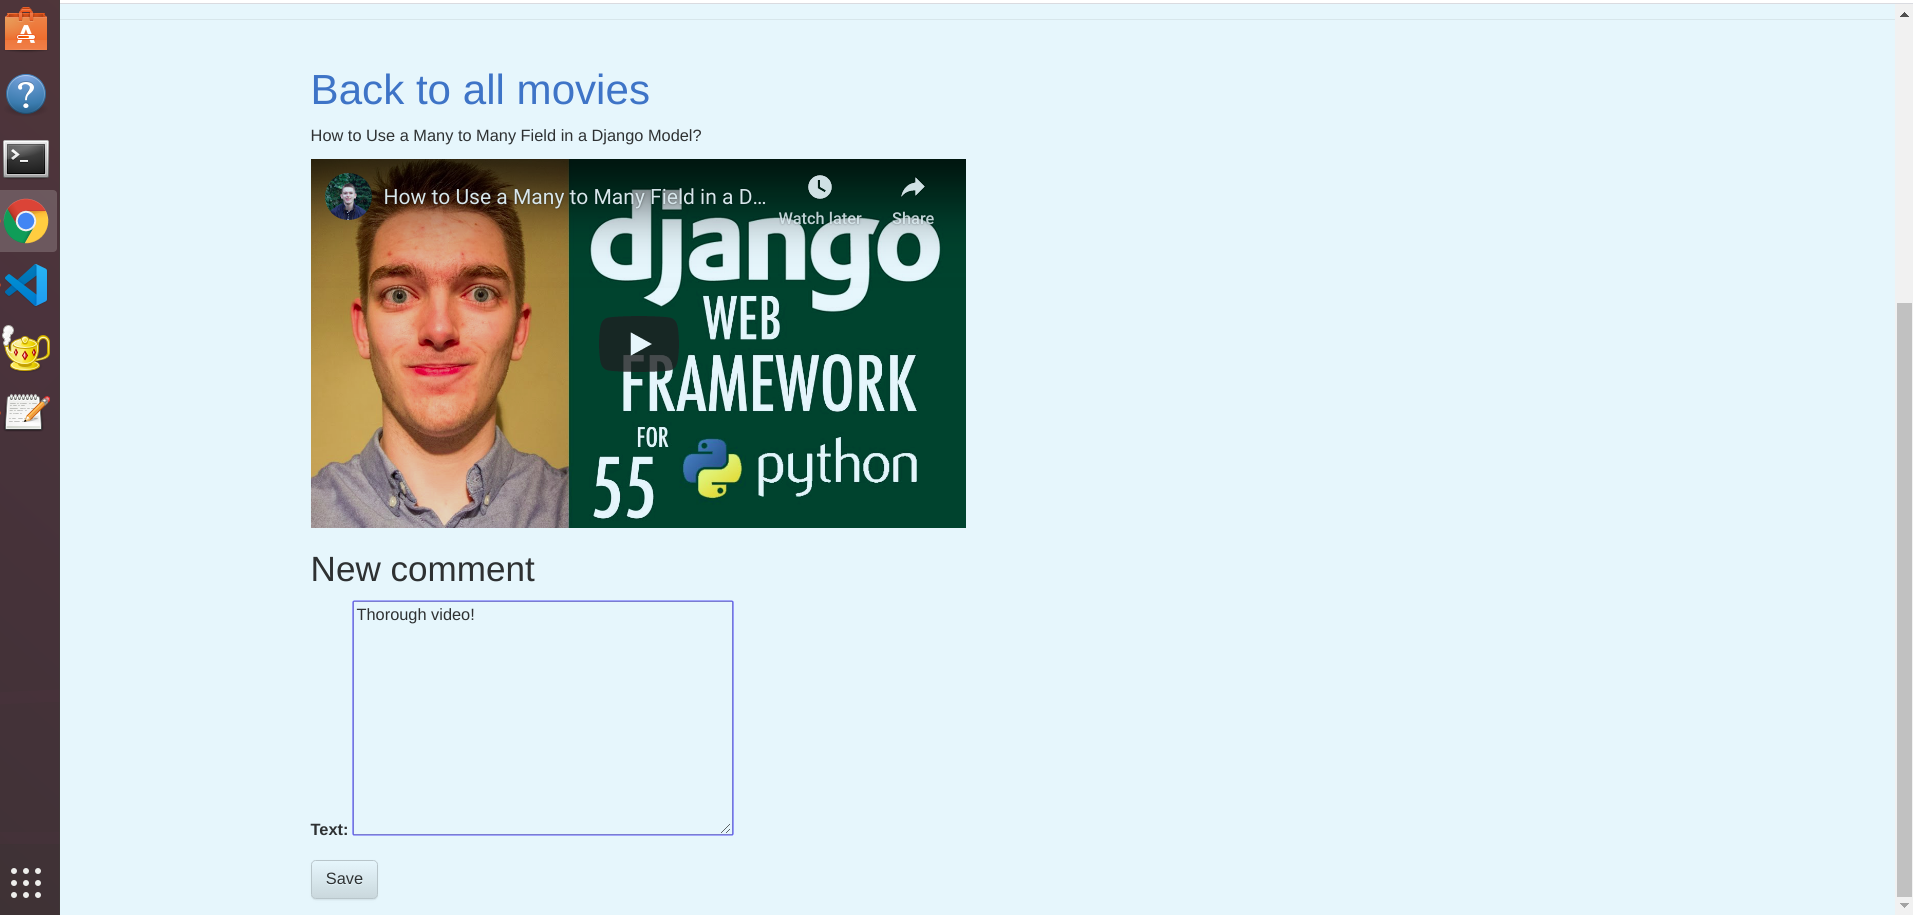 Back to all movies
How to Use a Many to Many Field in a Django Model?
How to Use a Many to Many Field in a D...
Watch later
Share
django
WEB
FRAMEWORK
FOR
55
python
New comment
Thorough video!
Text:
Save